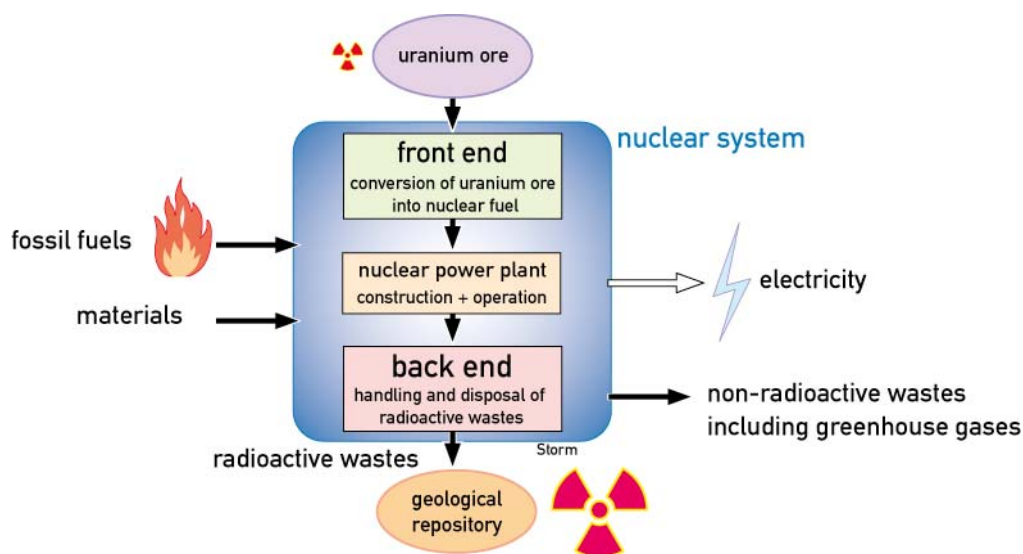 uranium ore
nuclear system
front end
conversion of uranium ore
into nuclear fuel
fossil fuels
nuclear power plant
construction + operation
electricity
materials
back end
handling and disposal of
radioactive wastes
non-radioactive wastes
including greenhouse gases
Storm
radioactive wastes
geological
repository